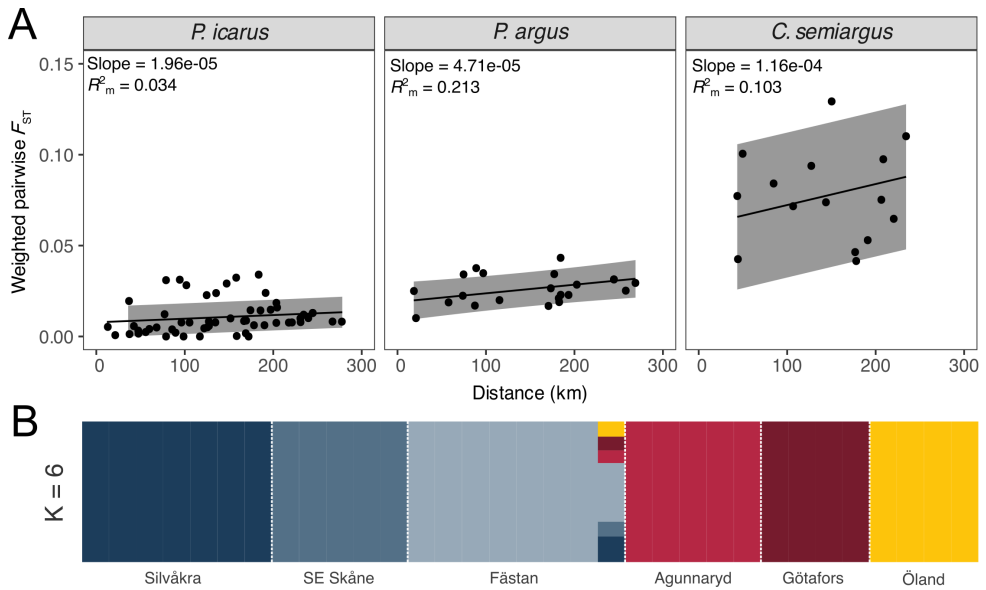 A
P. icarus
P. argus
C. semiargus
Slope = 1.96e-05
R²m = 0.034
Slope = 4.71e-05
R²m = 0.213
Slope = 1.16e-04
R²m = 0.103
Weighted pairwise FST
0.15
0.10
0.05
0.00
0 100 200 300
0 100 200 300
0 100 200 300
Distance (km)
B
K = 6
Silvåkra
SE Skåne
Fästan
Agunnaryd
Götafors
Öland